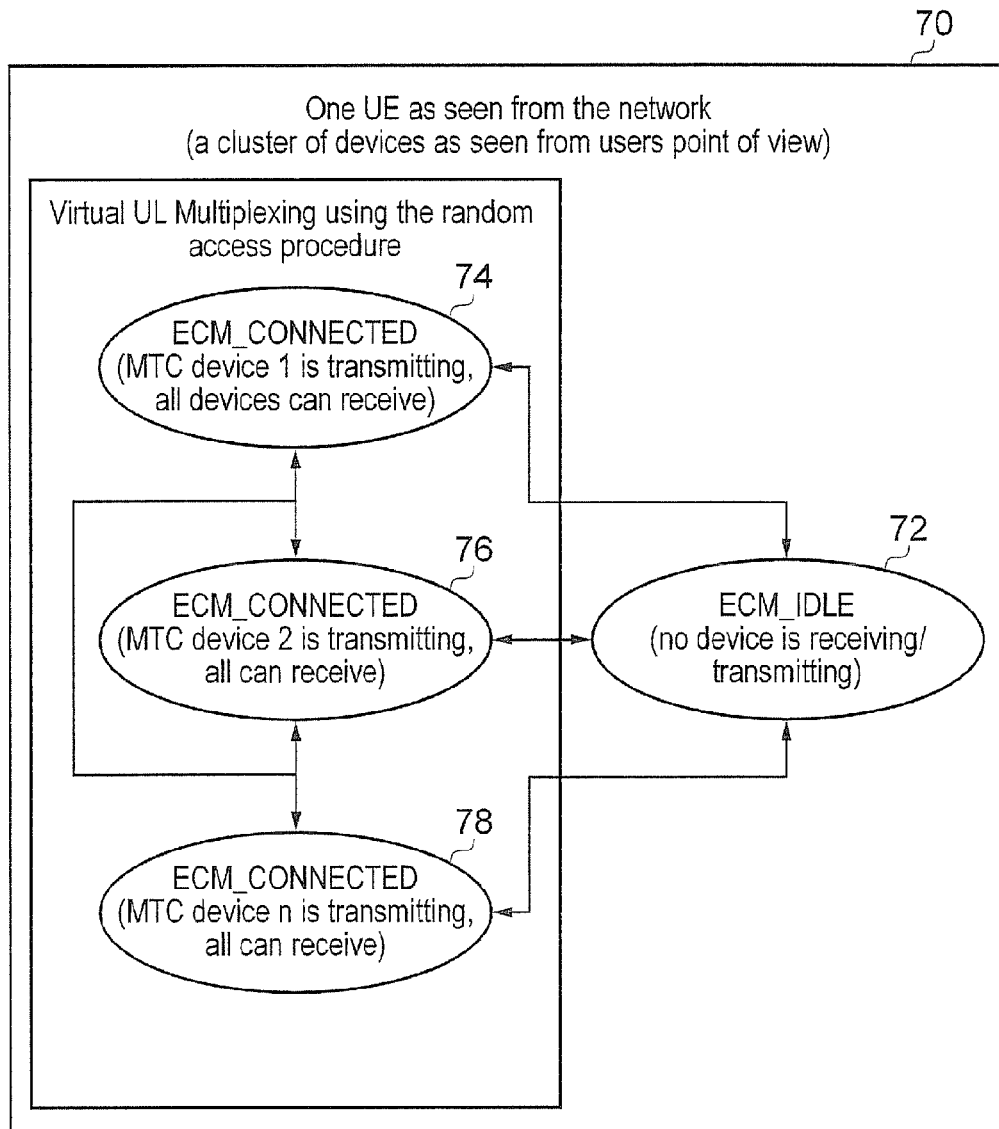 70
One UE as seen from the network
(a cluster of devices as seen from users point of view)
Virtual UL Multiplexing using the random
access procedure
74
ECM_CONNECTED
(MTC device 1 is transmitting,
all devices can receive)
76
ECM_CONNECTED
(MTC device 2 is transmitting,
all can receive)
72
ECM_IDLE
(no device is receiving/
transmitting)
78
ECM_CONNECTED
(MTC device n is transmitting,
all can receive)